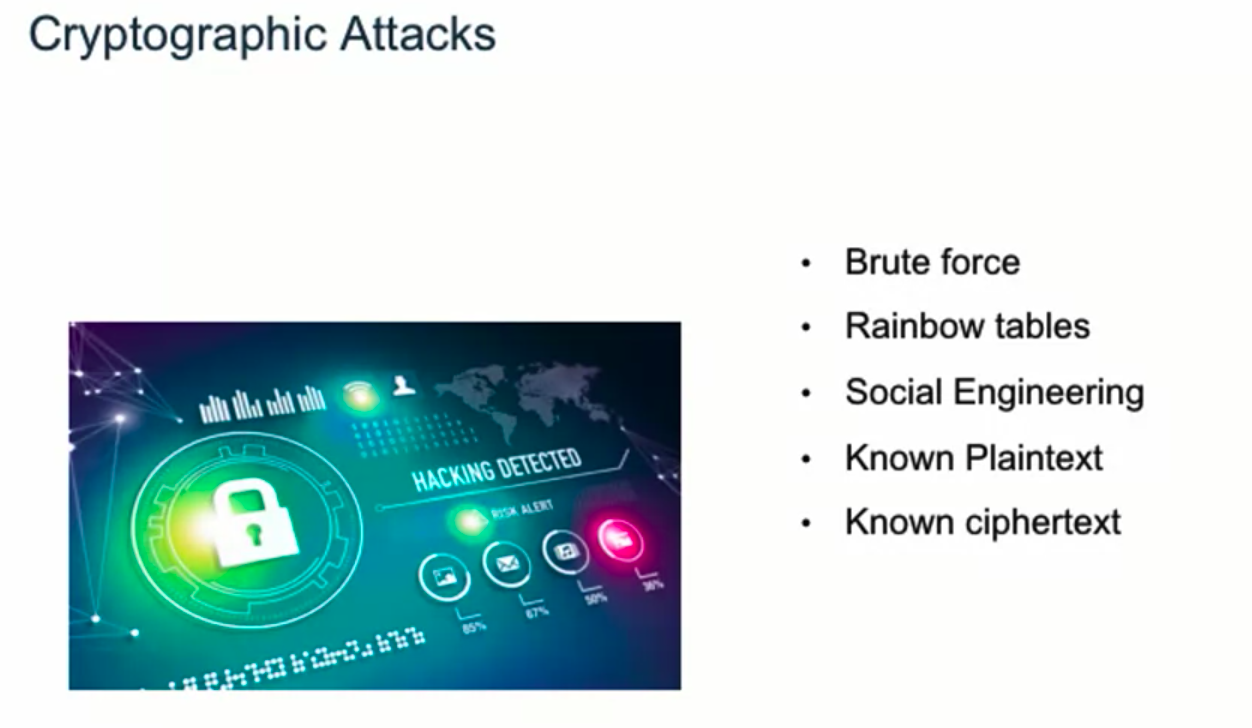 Cryptographic Attacks
• Brute force
• Rainbow tables
• Social Engineering
• Known Plaintext
• Known ciphertext
HACKING DETECTED
RISK ALERT
85%
67%
50%
36%